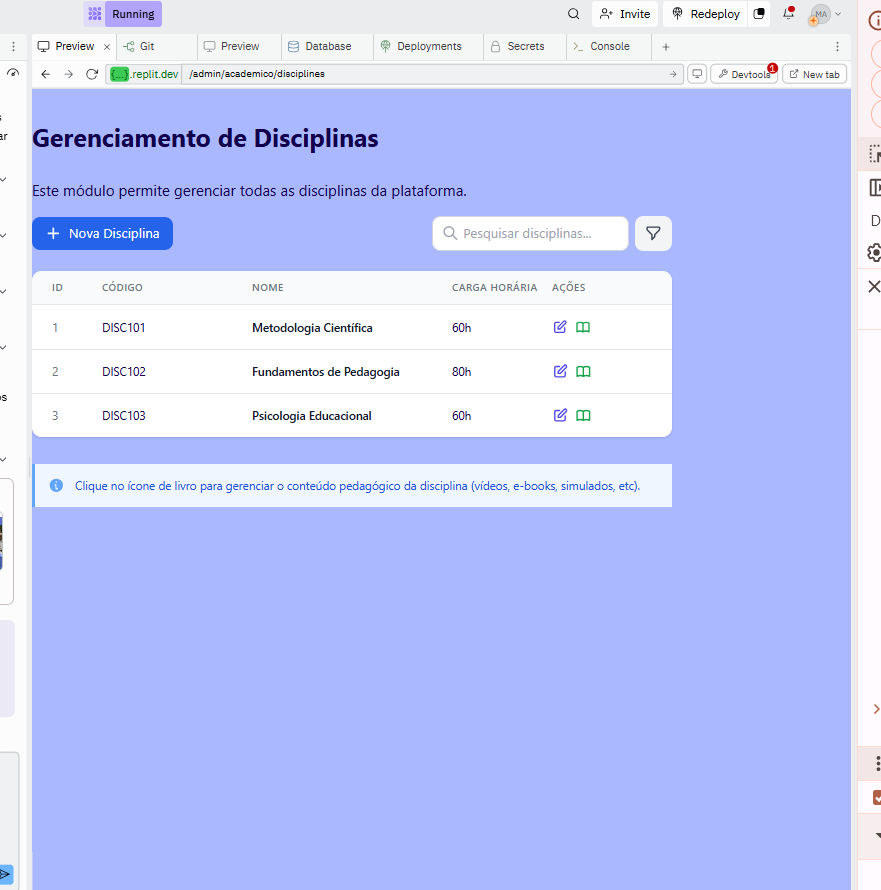 Running
Invite
Redeploy
MA
Preview
Git
Preview
Database
Deployments
Secrets
Console
{...}.replit.dev /admin/academico/disciplines
Devtools 1
New tab
ar
os
D
Gerenciamento de Disciplinas
Este módulo permite gerenciar todas as disciplinas da plataforma.
+ Nova Disciplina
Pesquisar disciplinas...
ID CÓDIGO NOME CARGA HORÁRIA AÇÕES
1 DISC101 Metodologia Científica 60h
2 DISC102 Fundamentos de Pedagogia 80h
3 DISC103 Psicologia Educacional 60h
Clique no ícone de livro para gerenciar o conteúdo pedagógico da disciplina (vídeos, e-books, simulados, etc).